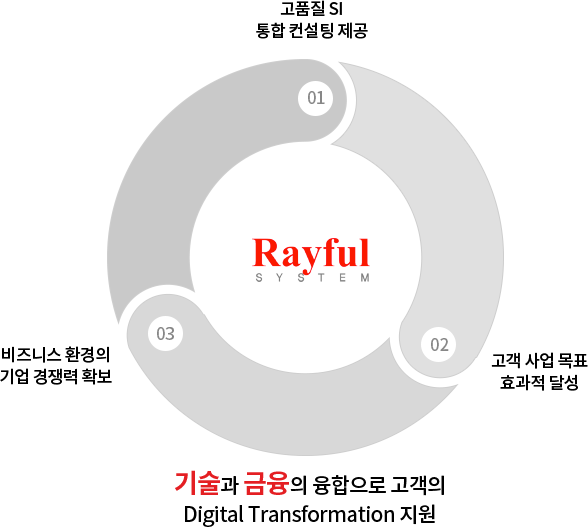 고품질 SI
통합 컨설팅 제공
01
Rayful
SYSTEM
03
02
비즈니스 환경의
기업 경쟁력 확보
고객 사업 목표
효과적 달성
기술과 금융의 융합으로 고객의
Digital Transformation 지원